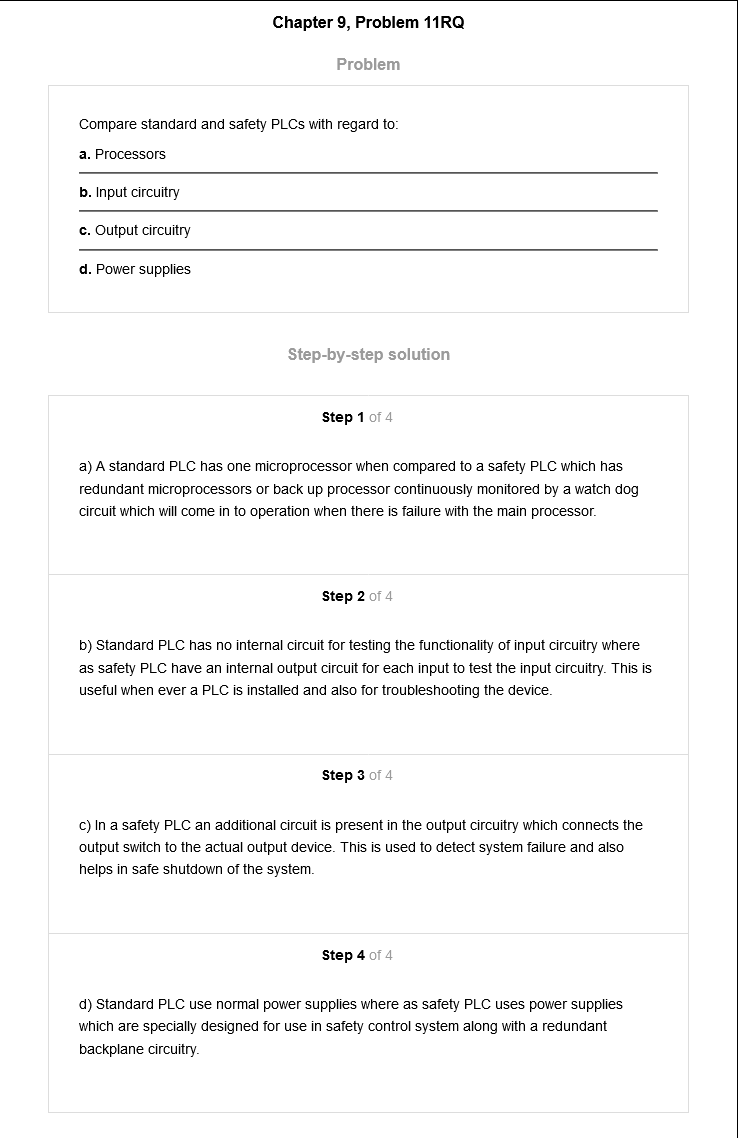 Chapter 9, Problem 11RQ
Problem
Compare standard and safety PLCs with regard to:
a. Processors
b. Input circuitry
c. Output circuitry
d. Power supplies
Step-by-step solution
Step 1 of 4
a) A standard PLC has one microprocessor when compared to a safety PLC which has
redundant microprocessors or back up processor continuously monitored by a watch dog
circuit which will come in to operation when there is failure with the main processor.
Step 2 of 4
b) Standard PLC has no internal circuit for testing the functionality of input circuitry where
as safety PLC have an internal output circuit for each input to test the input circuitry. This is
useful when ever a PLC is installed and also for troubleshooting the device.
Step 3 of 4
c) In a safety PLC an additional circuit is present in the output circuitry which connects the
output switch to the actual output device. This is used to detect system failure and also
helps in safe shutdown of the system.
Step 4 of 4
d) Standard PLC use normal power supplies where as safety PLC uses power supplies
which are specially designed for use in safety control system along with a redundant
backplane circuitry.